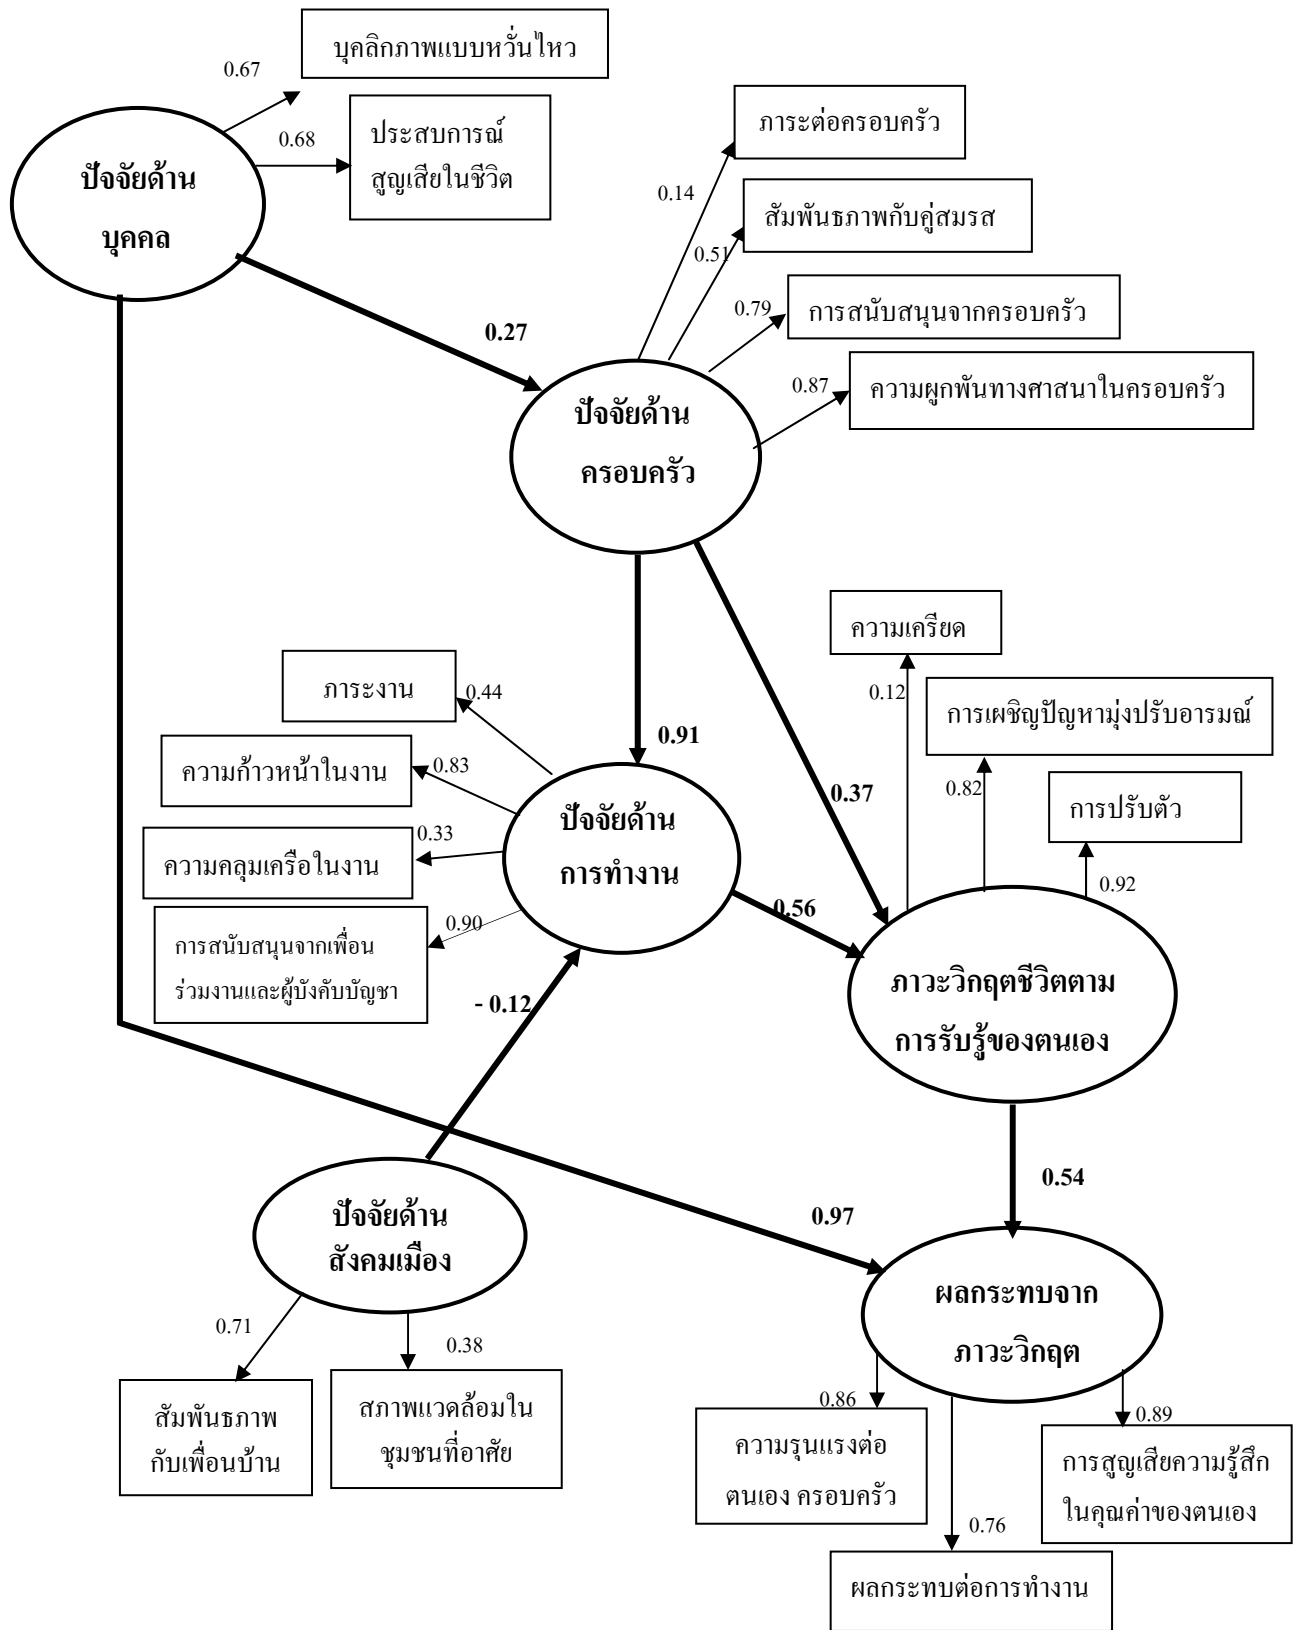 บุคลิกภาพแบบหวั่นไหว
0.67
ประสบการณ์
สูญเสียในชีวิต
0.68
ปัจจัยด้าน
บุคคล
ภาระต่อครอบครัว
0.14
สัมพันธภาพกับคู่สมรส
0.51
การสนับสนุนจากครอบครัว
0.79
ความผูกพันทางศาสนาในครอบครัว
0.87
0.27
ปัจจัยด้าน
ครอบครัว
ความเครียด
0.12
การเผชิญปัญหามุ่งปรับอารมณ์
0.82
การปรับตัว
0.92
ภาระงาน
0.44
ความก้าวหน้าในงาน
0.83
ความคลุมเครือในงาน
0.33
การสนับสนุนจากเพื่อน
ร่วมงานและผู้บังคับบัญชา
0.90
0.91
0.37
ปัจจัยด้าน
การทำงาน
0.56
- 0.12
ภาวะวิกฤตชีวิตตาม
การรับรู้ของตนเอง
0.54
0.97
ปัจจัยด้าน
สังคมเมือง
0.71
0.38
สัมพันธภาพ
กับเพื่อนบ้าน
สภาพแวดล้อมใน
ชุมชนที่อาศัย
ผลกระทบจาก
ภาวะวิกฤต
0.86
0.89
ความรุนแรงต่อ
ตนเอง ครอบครัว
การสูญเสียความรู้สึก
ในคุณค่าของตนเอง
0.76
ผลกระทบต่อการทำงาน